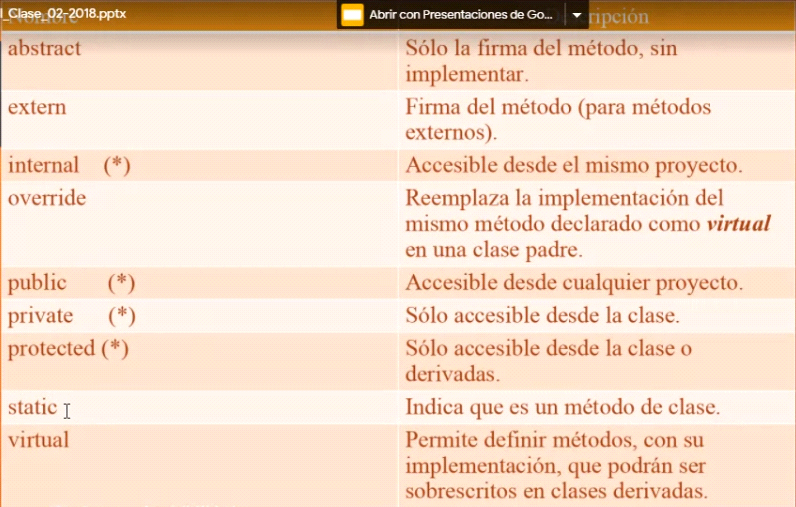 I_Clase_02-2018.pptx
Abrir con Presentaciones de Go...
Nombre
abstract
Sólo la firma del método, sin
implementar.
extern
Firma del método (para métodos
externos).
internal (*)
Accesible desde el mismo proyecto.
override
Reemplaza la implementación del
mismo método declarado como virtual
en una clase padre.
public (*)
Accesible desde cualquier proyecto.
private (*)
Sólo accesible desde la clase.
protected (*)
Sólo accesible desde la clase o
derivadas.
static
Indica que es un método de clase.
virtual
Permite definir métodos, con su
implementación, que podrán ser
sobrescritos en clases derivadas.